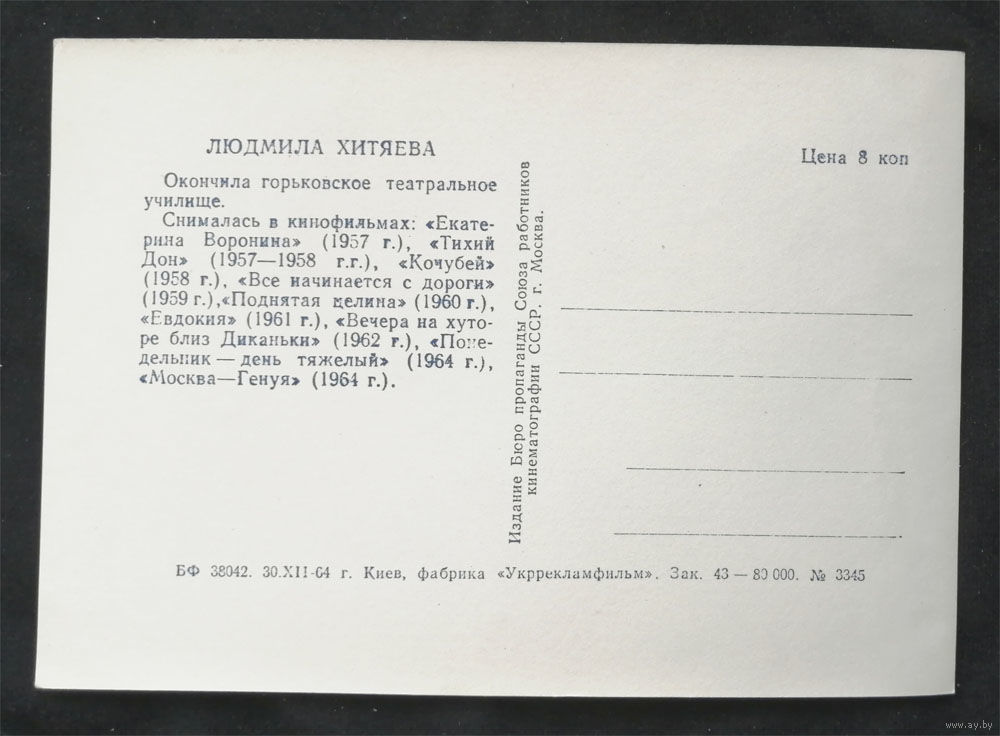 ЛЮДМИЛА ХИТЯЕВА
Окончила горьковское театральное
училище.
Снималась в кинофильмах: «Екате-
рина Воронина» (1957 г.), «Тихий
Дон» (1957—1958 г.г.), «Кочубей»
(1958 г.), «Все начинается с дороги»
(1959 г.),«Поднятая целина» (1960 г.),
«Евдокия» (1961 г.), «Вечера на хуто-
ре близ Диканьки» (1962 г.), «Поне-
дельник — день тяжелый» (1964 г.),
«Москва—Генуя» (1964 г.).
Издание Бюро пропаганды Союза работников
кинематографии СССР. г. Москва.
Цена 8 коп
БФ 38042. 30.XII-64 г. Киев, фабрика «Укррекламфильм». Зак. 43 — 80 000. № 3345
www.ay.by